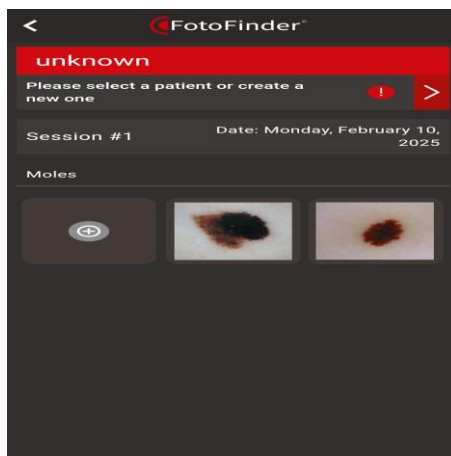 FotoFinder®
unknown
Please select a patient or create a
new one
!
>
Session #1
Date: Monday, February 10,
2025
Moles